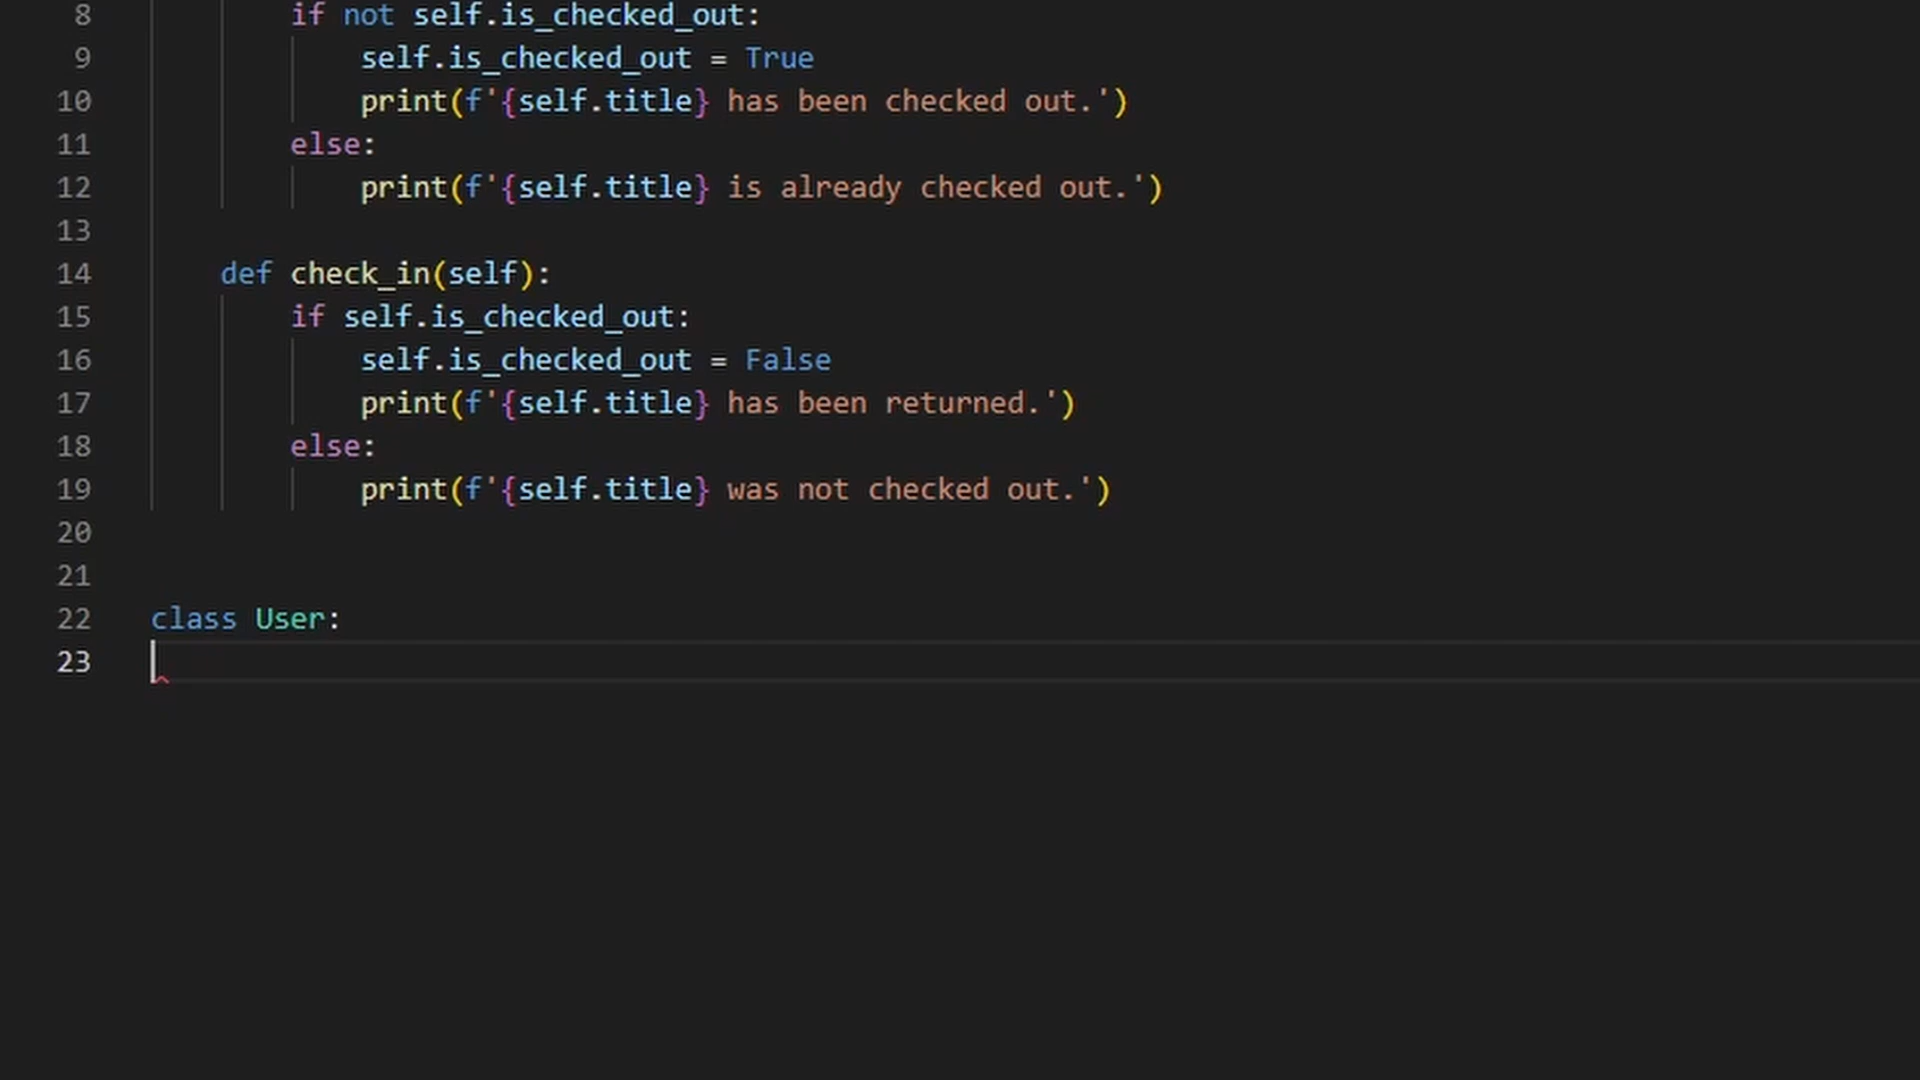 8 if not self.is_checked_out:
9 self.is_checked_out = True
10 print(f'{self.title} has been checked out.')
11 else:
12 print(f'{self.title} is already checked out.')
13
14 def check_in(self):
15 if self.is_checked_out:
16 self.is_checked_out = False
17 print(f'{self.title} has been returned.')
18 else:
19 print(f'{self.title} was not checked out.')
20
21
22 class User:
23